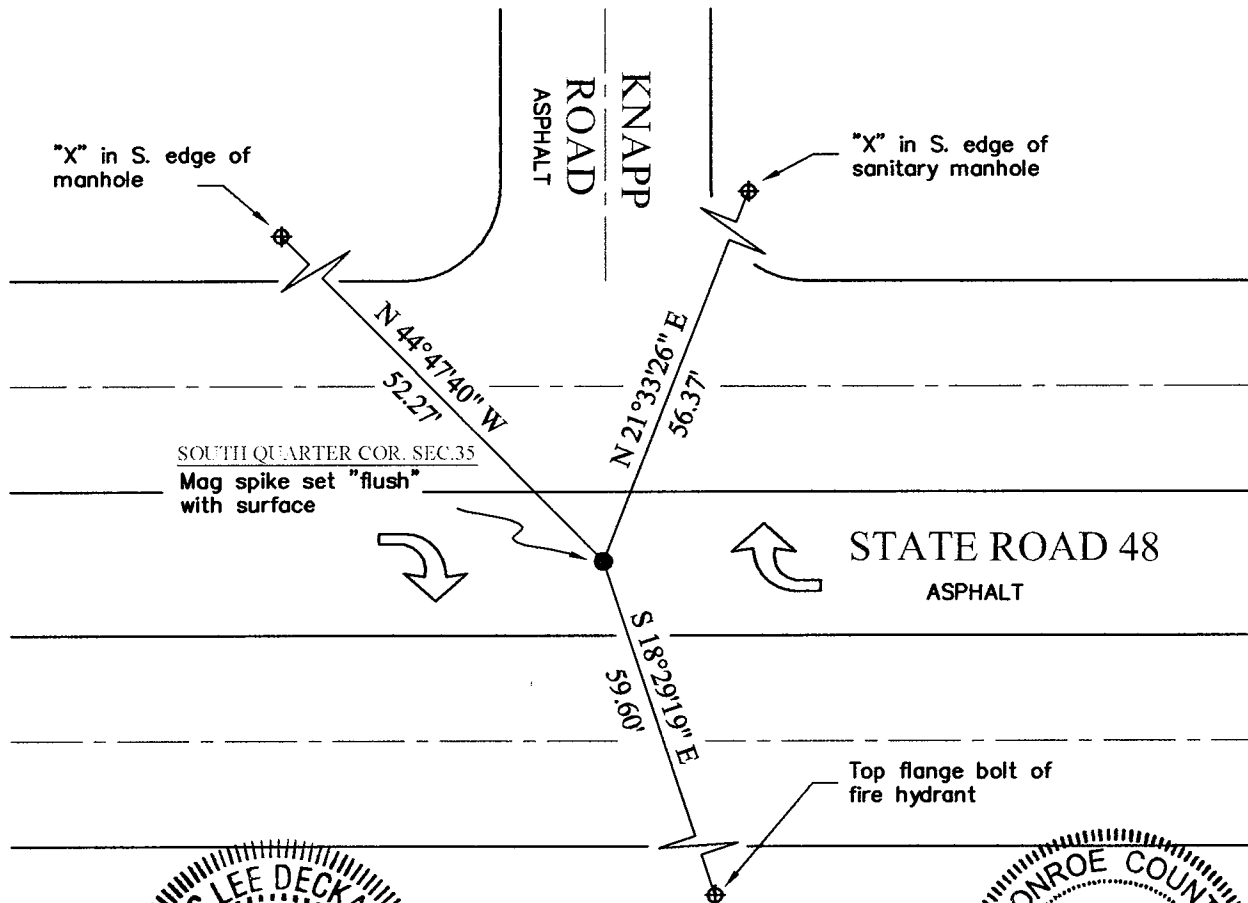 KNAPP
ROAD
ASPHALT
"X" in S. edge of
manhole
"X" in S. edge of
sanitary manhole
N 44°47'40" W
52.27'
N 21°33'26" E
56.37'
SOUTH QUARTER COR. SEC.35
Mag spike set "flush"
with surface
STATE ROAD 48
ASPHALT
S 18°29'19" E
59.60'
Top flange bolt of
fire hydrant
LEE DECKA
ONROE COUNT